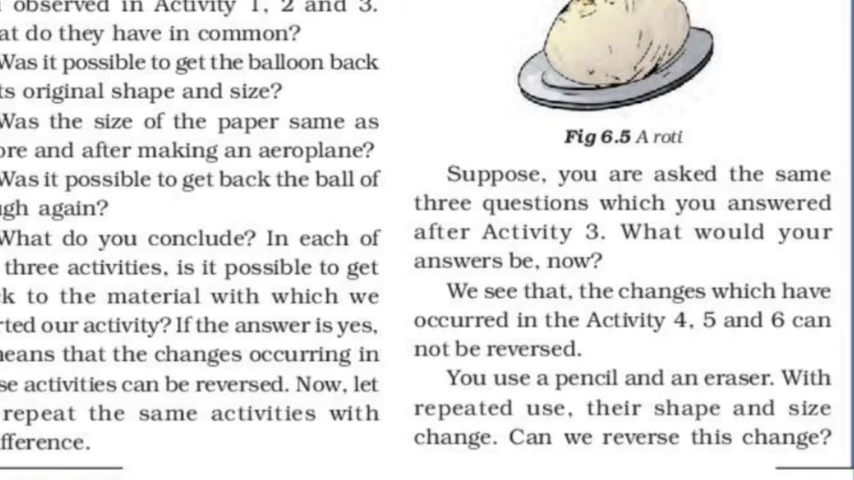 observed in Activity 1, 2 and 3.
do they have in common?
Was it possible to get the balloon back
original shape and size?
Was the size of the paper same as
and after making an aeroplane?
Was it possible to get back the ball of
again?
What do you conclude? In each of
three activities, is it possible to get
to the material with which we
our activity? If the answer is yes,
that the changes occurring in
activities can be reversed. Now, let
repeat the same activities with
Fig 6.5 A roti
Suppose, you are asked the same
three questions which you answered
after Activity 3. What would your
answers be, now?
We see that, the changes which have
occurred in the Activity 4, 5 and 6 can
not be reversed.
You use a pencil and an eraser. With
repeated use, their shape and size
change. Can we reverse this change?